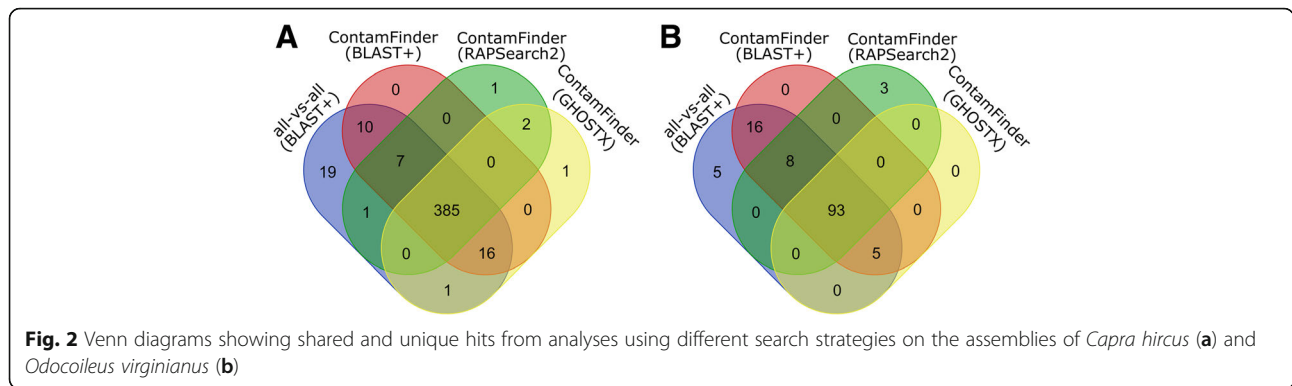 A
ContamFinder
(BLAST+)
ContamFinder
(RAPSearch2)
ContamFinder
(GHOSTX)
all-vs-all
(BLAST+)
0
1
10
0
2
19
7
0
1
1
385
0
0
16
1
B
ContamFinder
(BLAST+)
ContamFinder
(RAPSearch2)
ContamFinder
(GHOSTX)
all-vs-all
(BLAST+)
0
3
16
0
0
5
8
0
0
0
93
0
0
5
0
Fig. 2 Venn diagrams showing shared and unique hits from analyses using different search strategies on the assemblies of Capra hircus (a) and
Odocoileus virginianus (b)